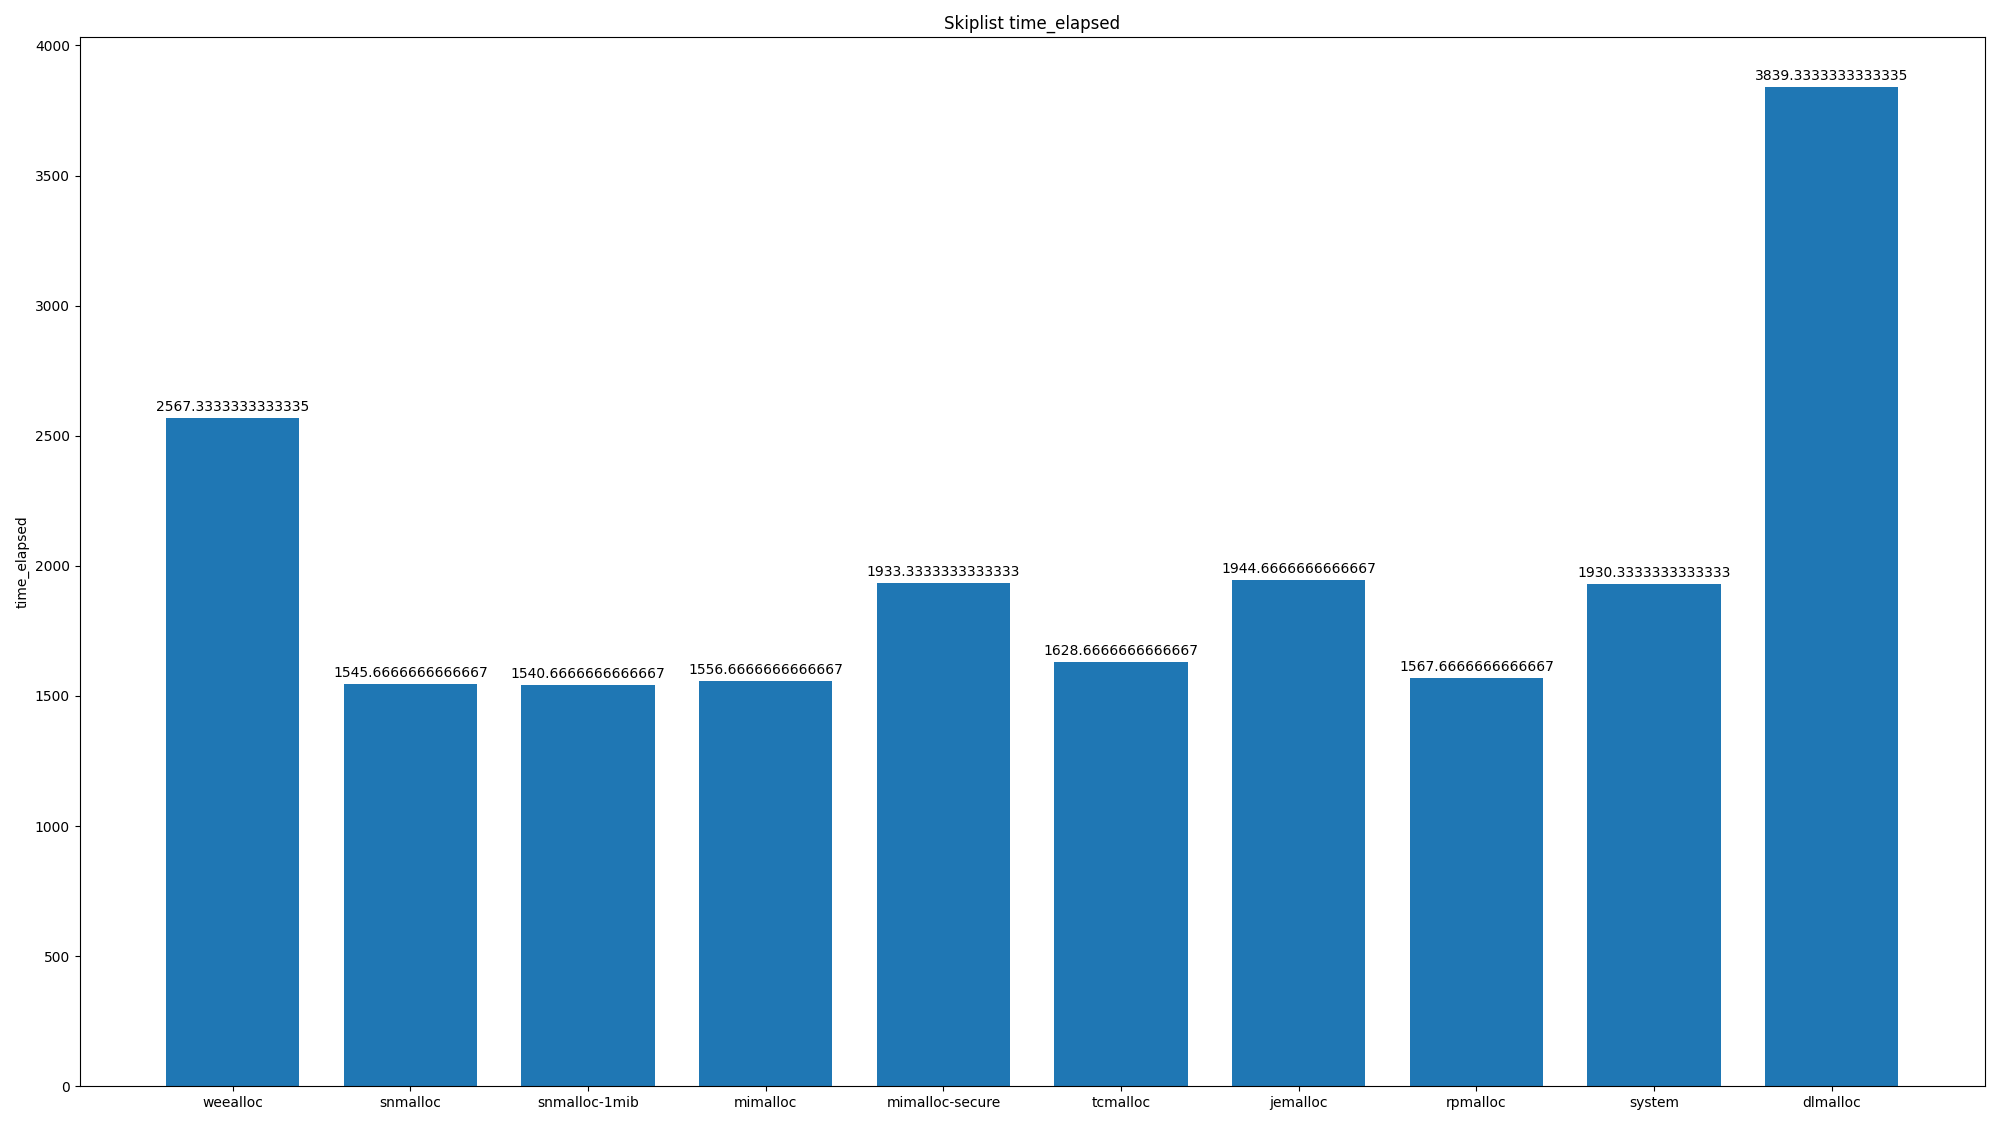 Skiplist time_elapsed
time_elapsed
4000
3500
3000
2500
2000
1500
1000
500
0
2567.3333333333335
1545.6666666666667
1540.6666666666667
1556.6666666666667
1933.3333333333333
1628.6666666666667
1944.6666666666667
1567.6666666666667
1930.3333333333333
3839.3333333333335
weealloc
snmalloc
snmalloc-1mib
mimalloc
mimalloc-secure
tcmalloc
jemalloc
rpmalloc
system
dlmalloc